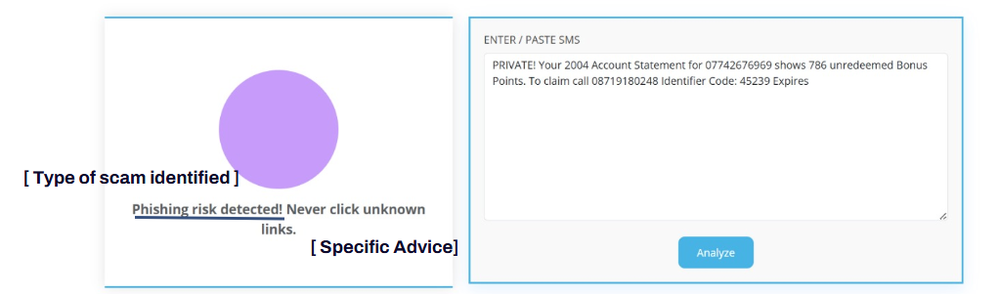 [ Type of scam identified ]
Phishing risk detected! Never click unknown
links.
[ Specific Advice]
ENTER / PASTE SMS
PRIVATE! Your 2004 Account Statement for 07742676969 shows 786 unredeemed Bonus
Points. To claim call 08719180248 Identifier Code: 45239 Expires
Analyze